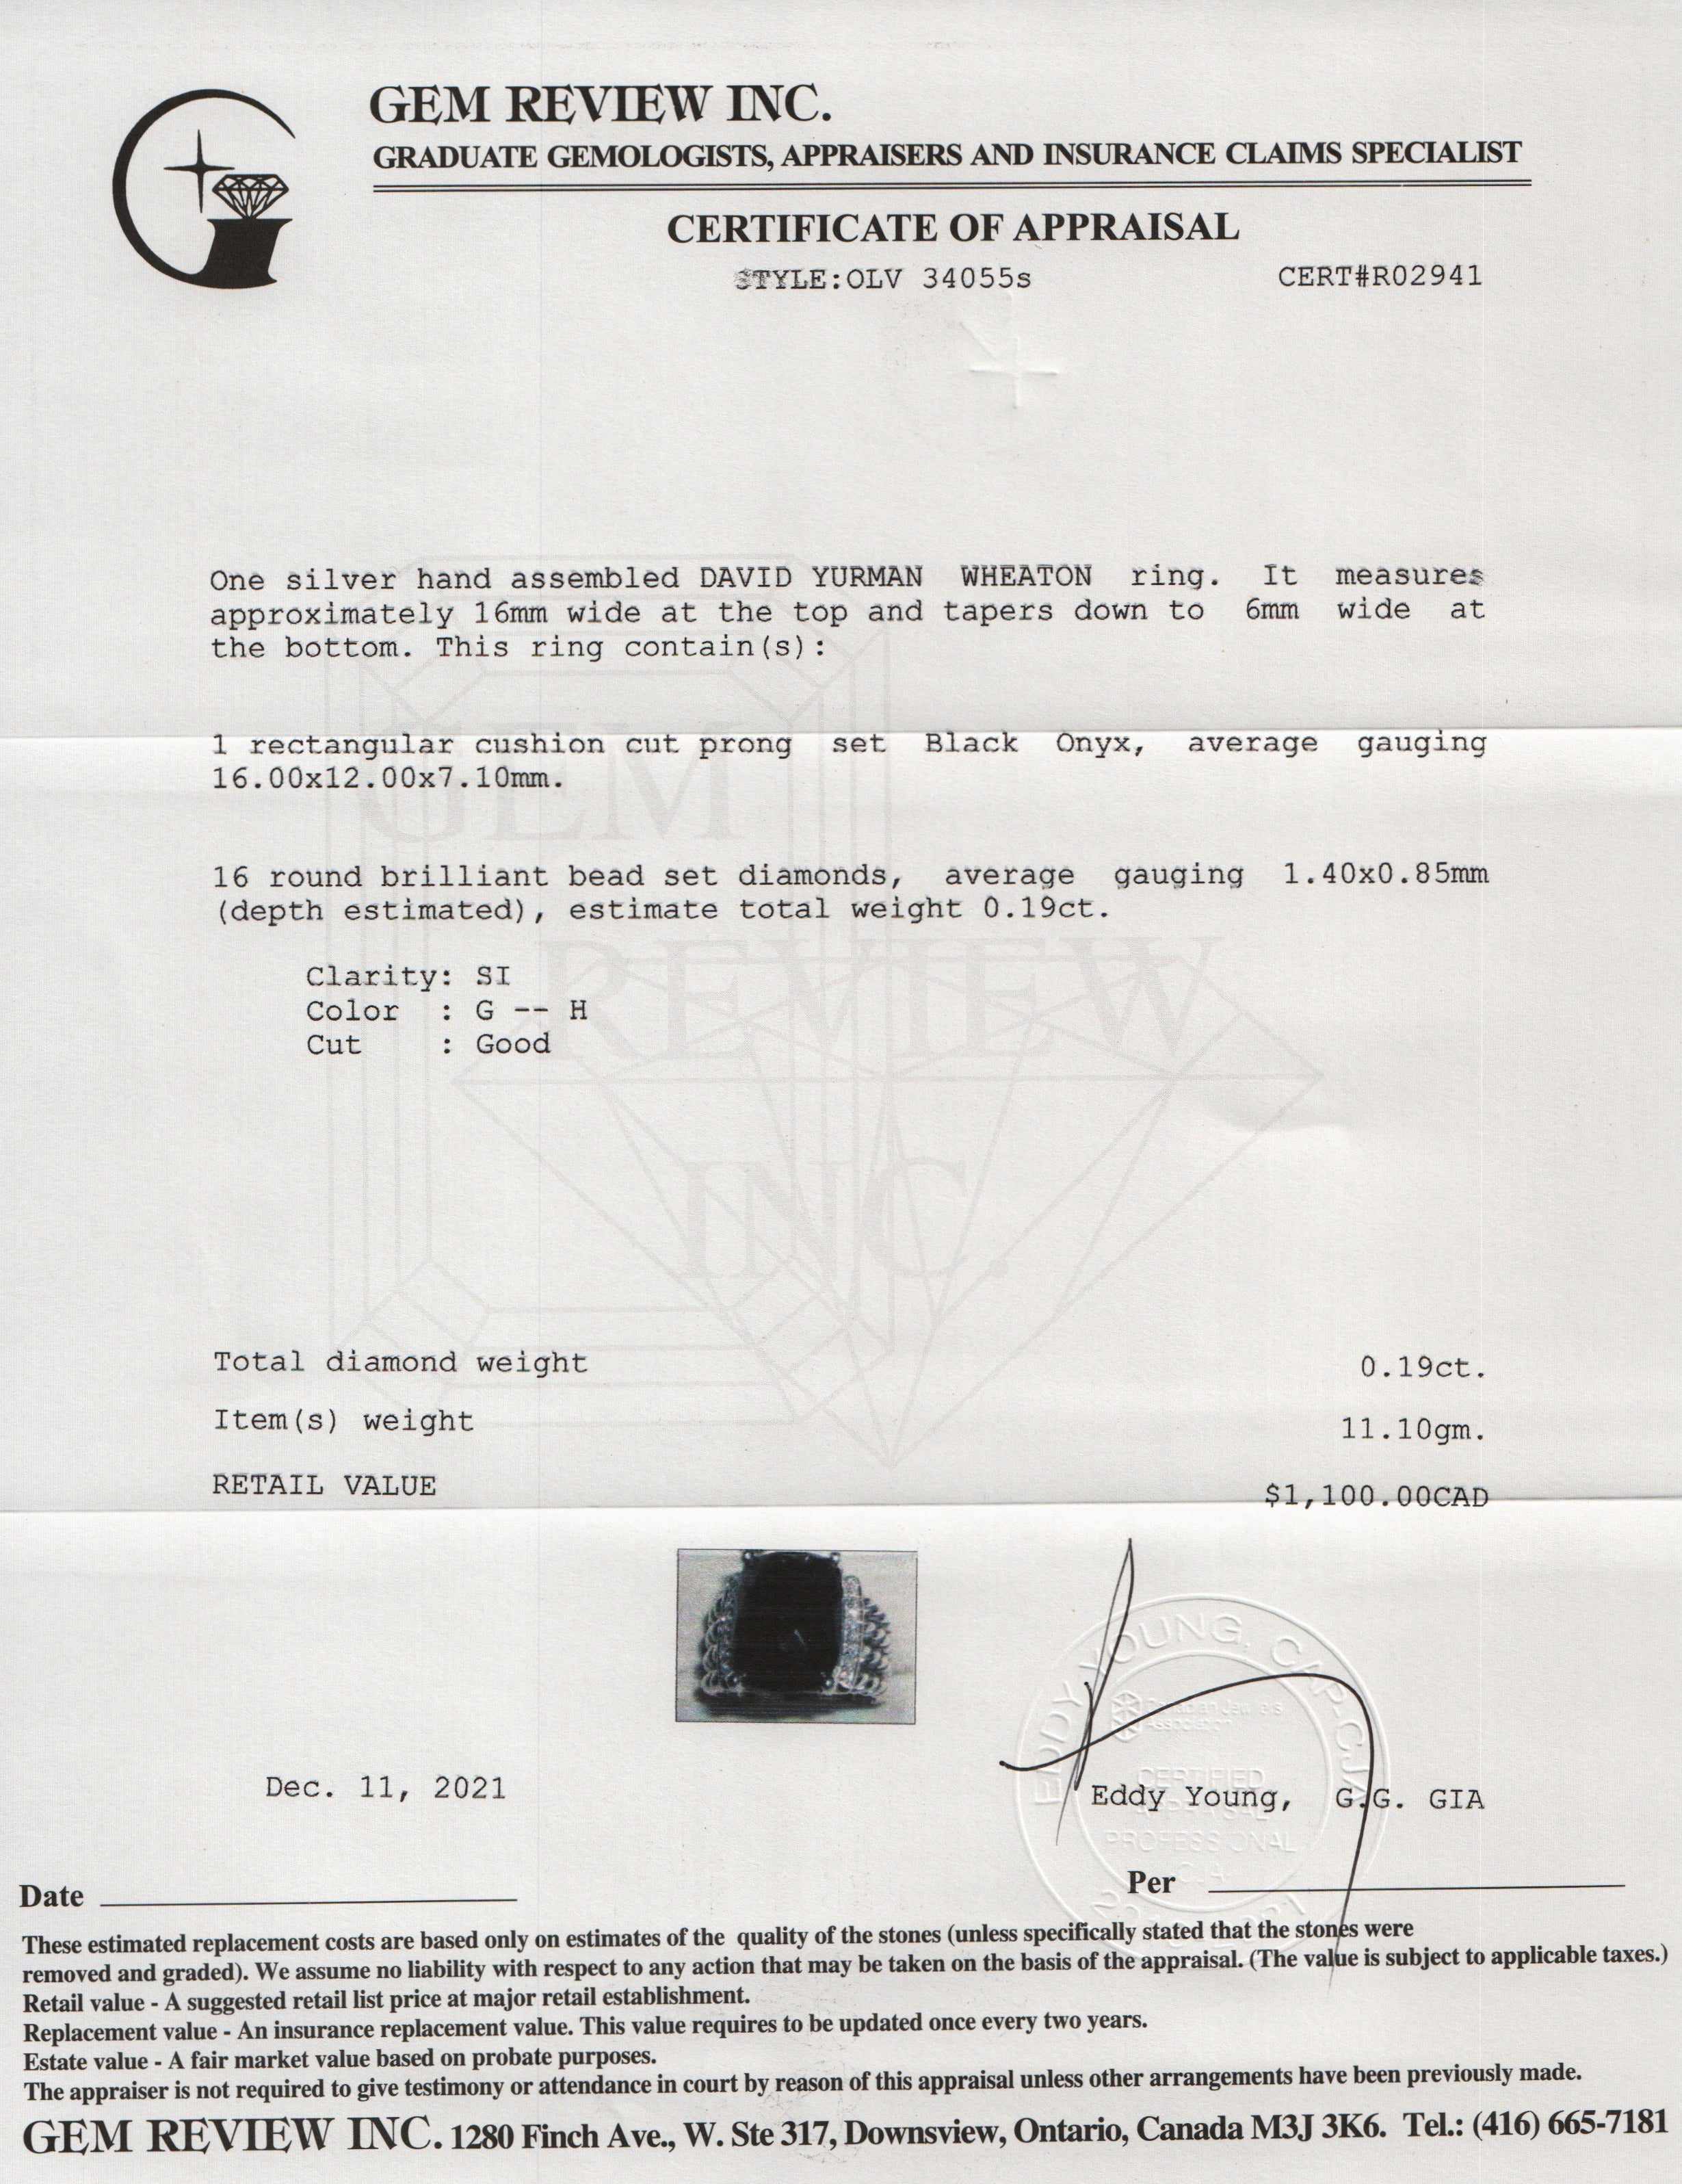 GEM REVIEW INC.
GRADUATE GEMOLOGISTS, APPRAISERS AND INSURANCE CLAIMS SPECIALIST
CERTIFICATE OF APPRAISAL
STYLE:OLV 34055s CERT#R02941
One silver hand assembled DAVID YURMAN WHEATON ring. It measures
approximately 16mm wide at the top and tapers down to 6mm wide at
the bottom. This ring contain(s):
1 rectangular cushion cut prong set Black Onyx, average gauging
16.00x12.00x7.10mm.
16 round brilliant bead set diamonds, average gauging 1.40x0.85mm
(depth estimated), estimate total weight 0.19ct.
Clarity: SI
Color : G -- H
Cut : Good
GEM
REVIEW
INC.
Total diamond weight 0.19ct.
Item(s) weight 11.10gm.
RETAIL VALUE $1,100.00CAD
EDDY YOUNG, CAP-CJA
CERTIFIED
PROFESSIONAL
Dec. 11, 2021
Eddy Young, G.G. GIA
Date
Per
These estimated replacement costs are based only on estimates of the quality of the stones (unless specifically stated that the stones were
removed and graded). We assume no liability with respect to any action that may be taken on the basis of the appraisal. (The value is subject to applicable taxes.)
Retail value - A suggested retail list price at major retail establishment.
Replacement value - An insurance replacement value. This value requires to be updated once every two years.
Estate value - A fair market value based on probate purposes.
The appraiser is not required to give testimony or attendance in court by reason of this appraisal unless other arrangements have been previously made.
GEM REVIEW INC. 1280 Finch Ave., W. Ste 317, Downsview, Ontario, Canada M3J 3K6. Tel.: (416) 665-7181